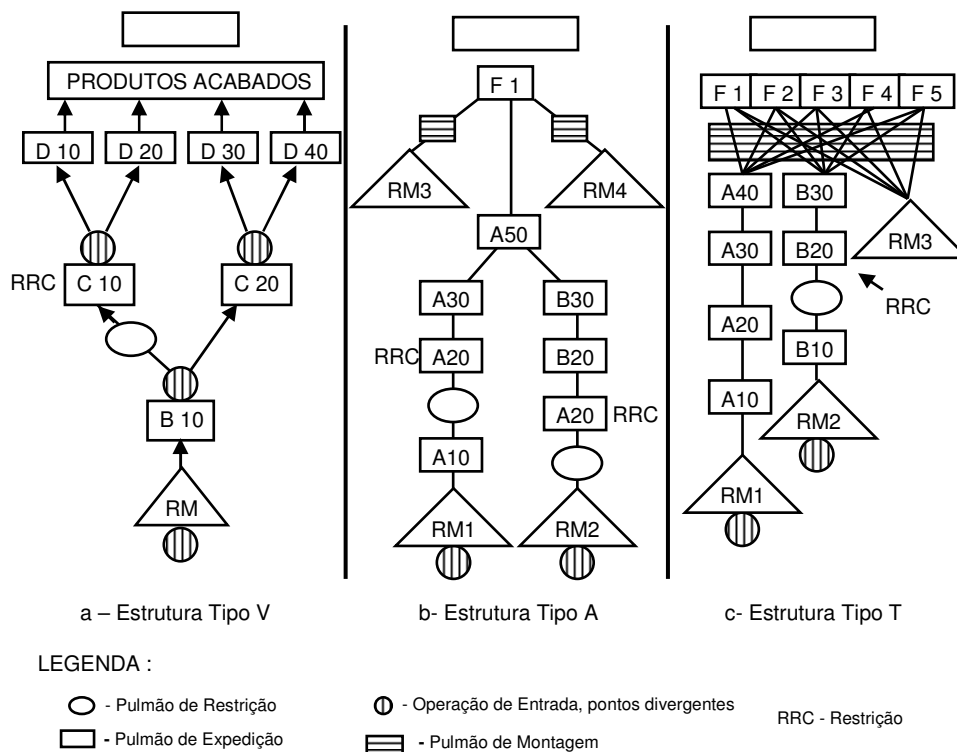 PRODUTOS ACABADOS
D 10 D 20 D 30 D 40
RRC C 10 C 20
B 10
RM
a – Estrutura Tipo V
F 1
RM3 RM4
A50
A30 B30
RRC A20 B20
A20 RRC
A10
RM1 RM2
b- Estrutura Tipo A
F 1 F 2 F 3 F 4 F 5
A40 B30
RM3
A30 B20
RRC
A20 B10
A10
RM2
RM1
c- Estrutura Tipo T
LEGENDA :
- Pulmão de Restrição
- Operação de Entrada, pontos divergentes
RRC - Restrição
- Pulmão de Expedição
- Pulmão de Montagem